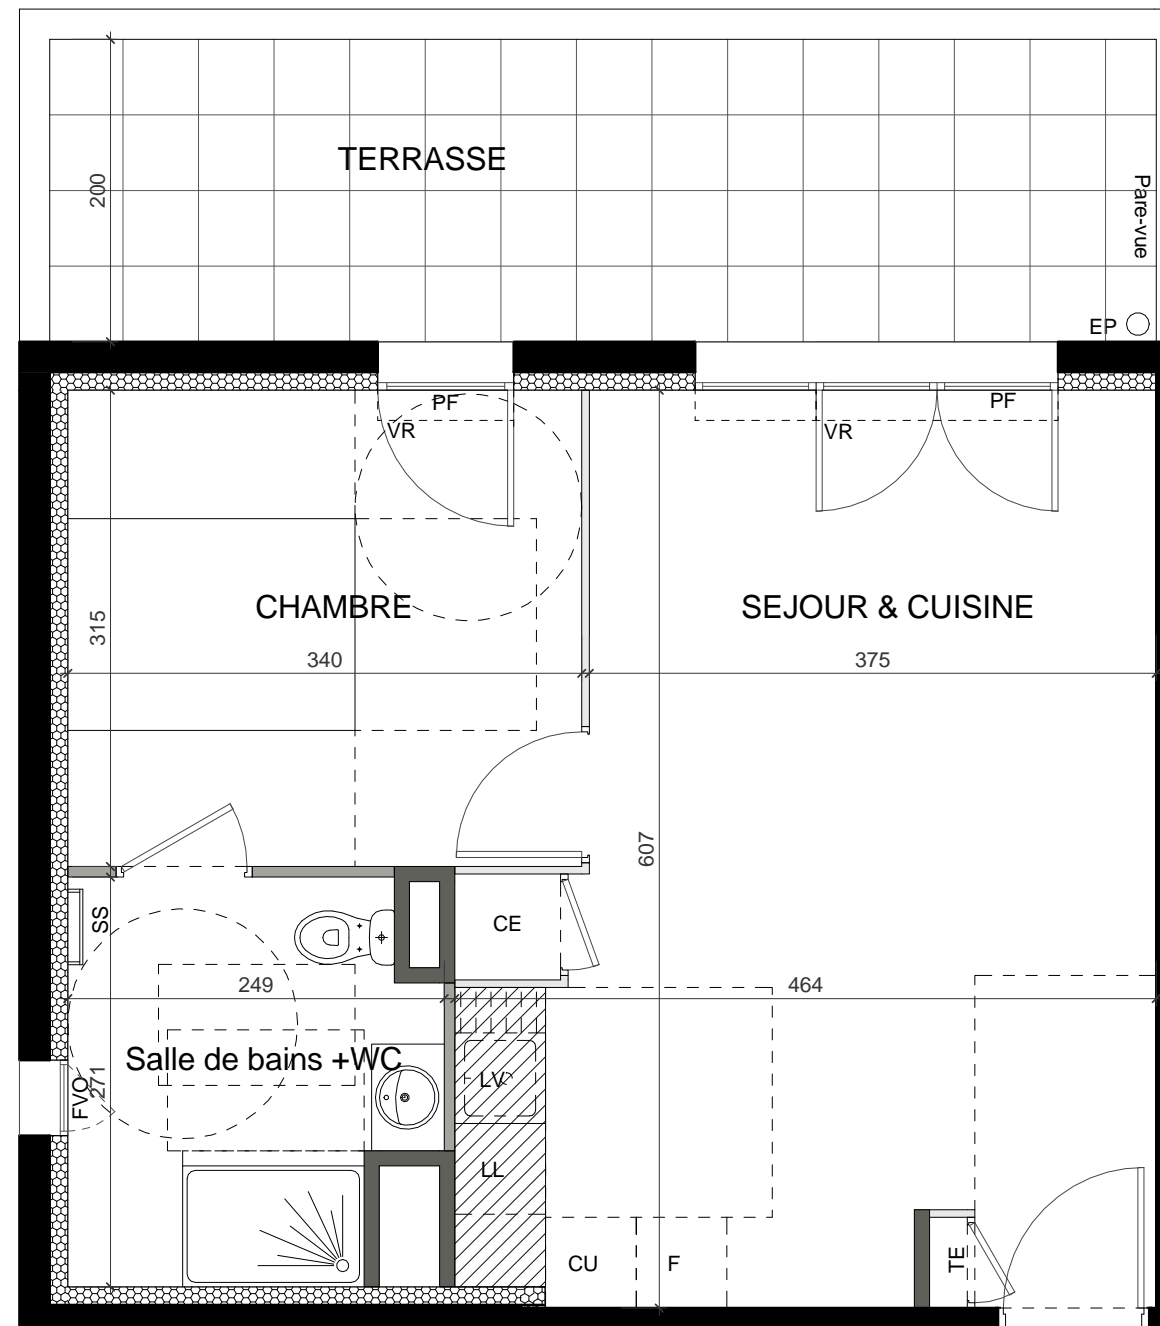 TERRASSE
200
Pare-vue
EP
PF
VR
PF
VR
CHAMBRE
SEJOUR & CUISINE
315
340
375
607
SS
CE
249
464
Salle de bains +WC
FVO
271
LV
LL
CU
F
TE